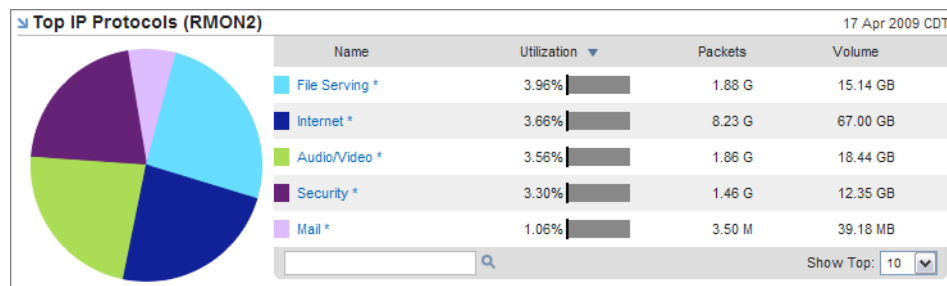 Top IP Protocols (RMON2) 17 Apr 2009 CDT
Name Utilization Packets Volume
File Serving * 3.96% 1.88 G 15.14 GB
Internet * 3.66% 8.23 G 67.00 GB
Audio/Video * 3.56% 1.86 G 18.44 GB
Security * 3.30% 1.46 G 12.35 GB
Mail * 1.06% 3.50 M 39.18 MB
Show Top: 10